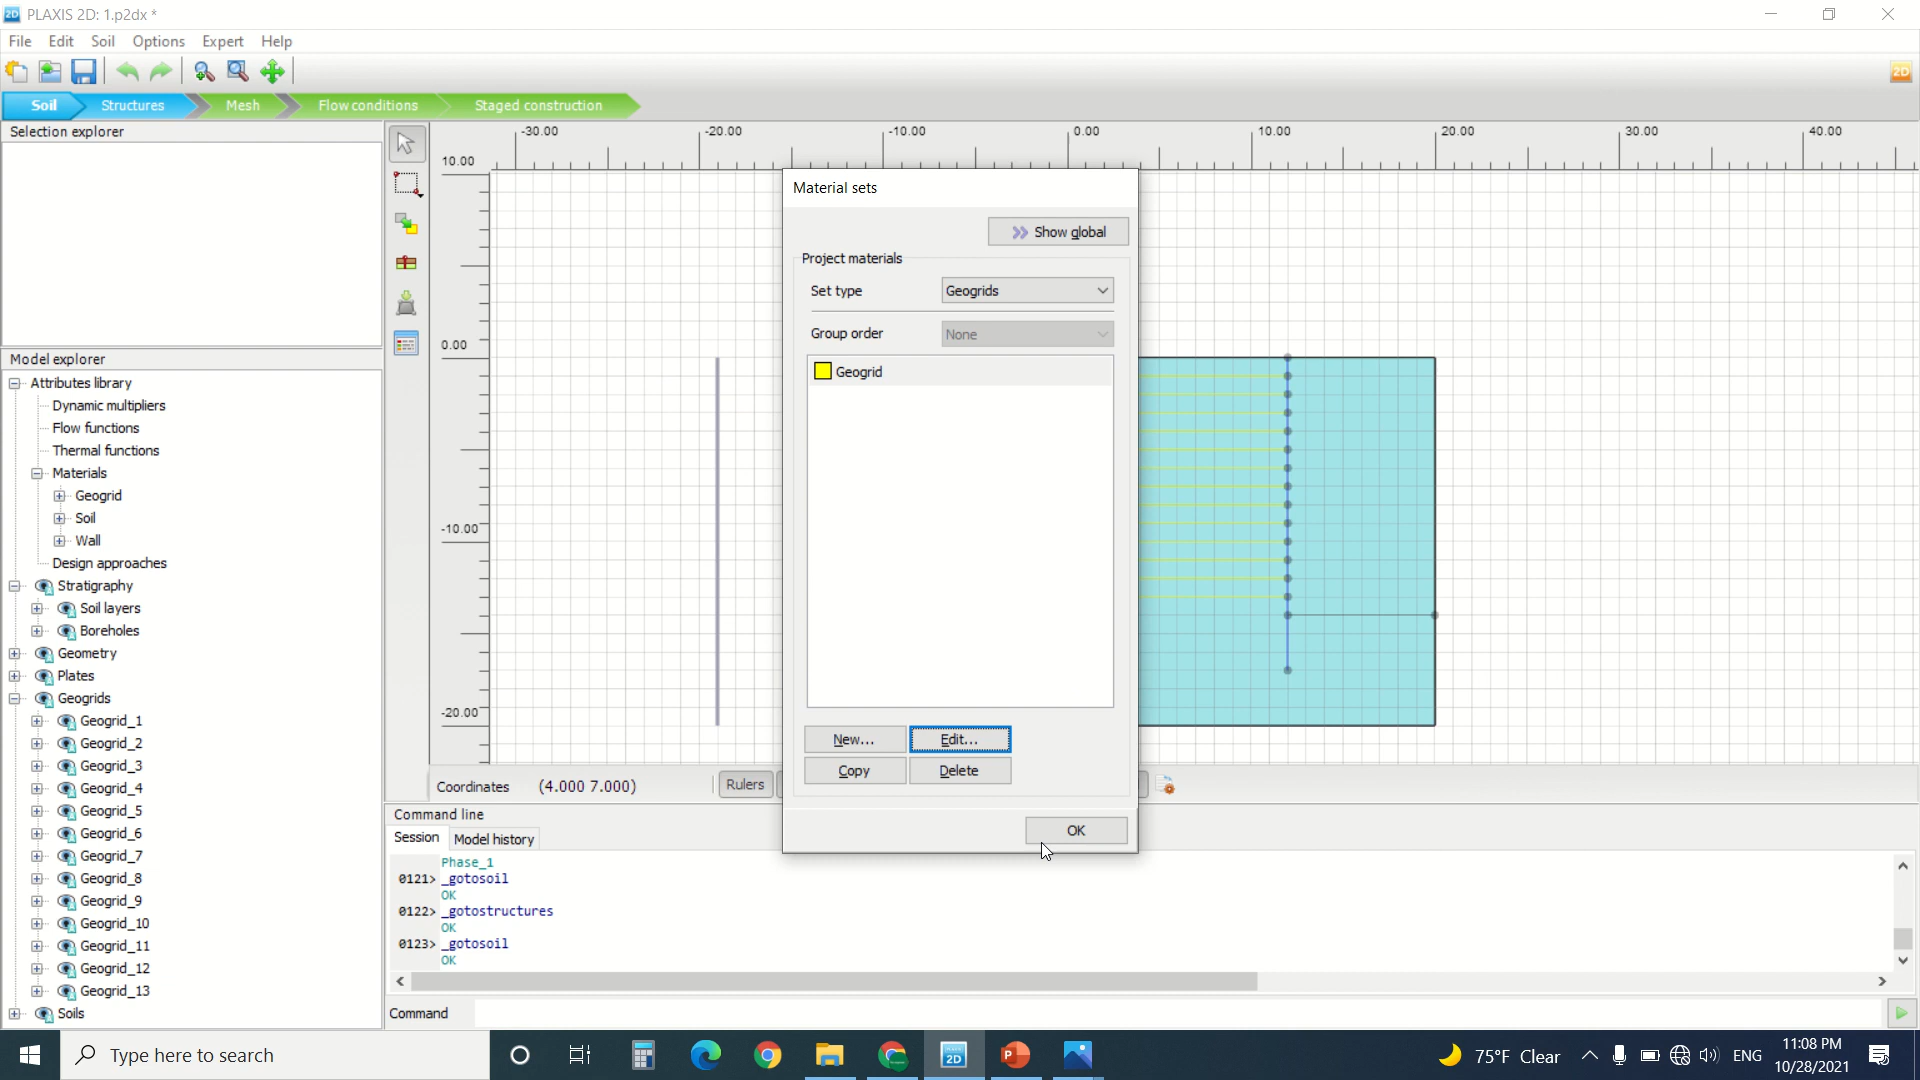 PLAXIS 2D: 1.p2dx *
File Edit Soil Options Expert Help
2D
Soil Structures Mesh Flow conditions Staged construction
Selection explorer
-30.00 -20.00 -10.00 0.00 10.00 20.00 30.00 40.00
10.00
0.00
-10.00
-20.00
Model explorer
Attributes library
Dynamic multipliers
Flow functions
Thermal functions
Materials
Geogrid
Soil
Wall
Design approaches
Stratigraphy
Soil layers
Boreholes
Geometry
Plates
Geogrids
Geogrid_1
Geogrid_2
Geogrid_3
Geogrid_4
Geogrid_5
Geogrid_6
Geogrid_7
Geogrid_8
Geogrid_9
Geogrid_10
Geogrid_11
Geogrid_12
Geogrid_13
Soils
Material sets
Show global
Project materials
Set type Geogrids
Group order None
Geogrid
New... Edit...
Copy Delete
OK
Coordinates (4.000 7.000) Rulers
Command line
Session Model history
Phase_1
0121> _gotosoil
OK
0122> _gotostructures
OK
0123> _gotosoil
OK
Command
Type here to search
75°F Clear ENG
11:08 PM
10/28/2021